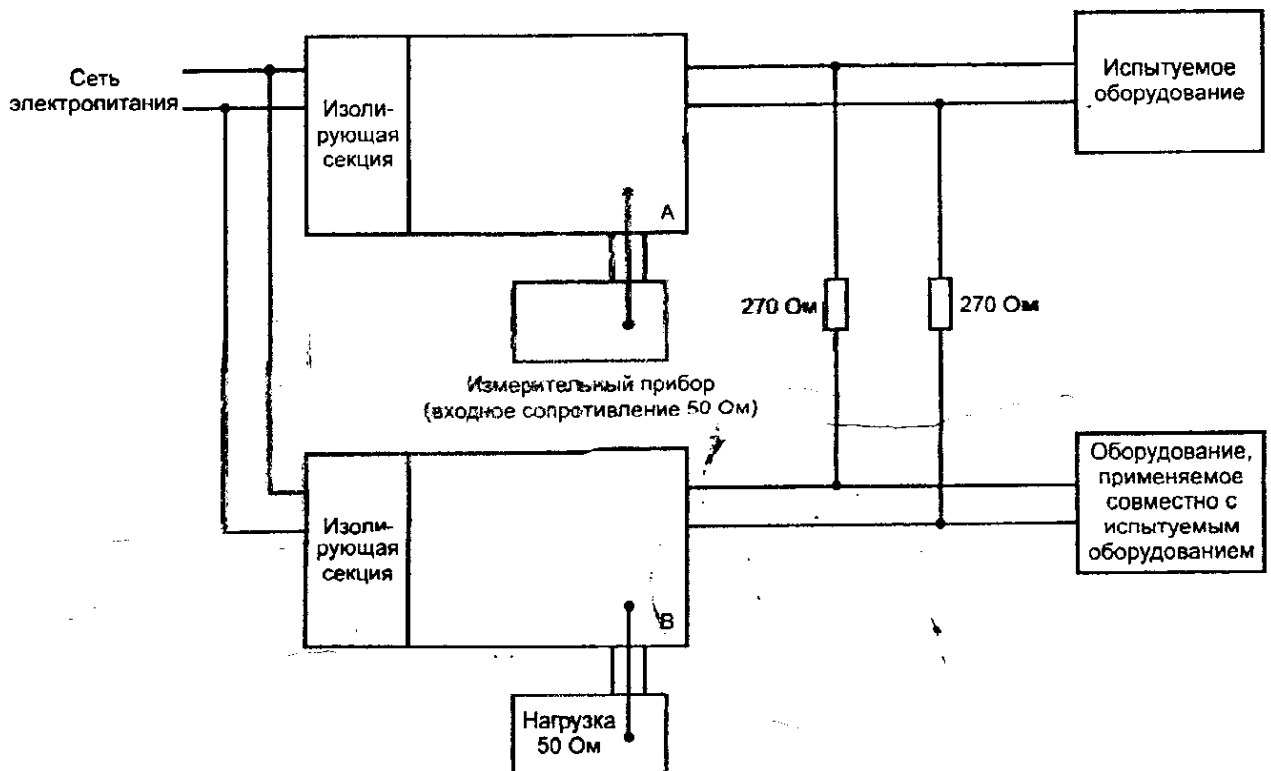 Сеть
электропитания
Изоли-
рующая
секция
А
Испытуемое
оборудование
270 Ом
270 Ом
Измерительный прибор
(входное сопротивление 50 Ом)
Изоли-
рующая
секция
В
Оборудование,
применяемое
совместно с
испытуемым
оборудованием
Нагрузка
50 Ом